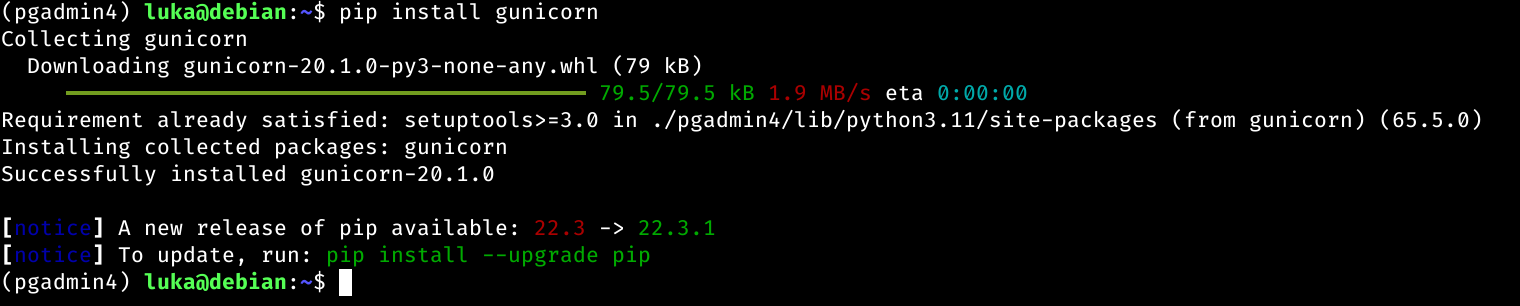 (pgadmin4) luka@debian:~$ pip install gunicorn
Collecting gunicorn
  Downloading gunicorn-20.1.0-py3-none-any.whl (79 kB)
79.5/79.5 kB 1.9 MB/s eta 0:00:00
Requirement already satisfied: setuptools>=3.0 in ./pgadmin4/lib/python3.11/site-packages (from gunicorn) (65.5.0)
Installing collected packages: gunicorn
Successfully installed gunicorn-20.1.0

[notice] A new release of pip available: 22.3 -> 22.3.1
[notice] To update, run: pip install --upgrade pip
(pgadmin4) luka@debian:~$